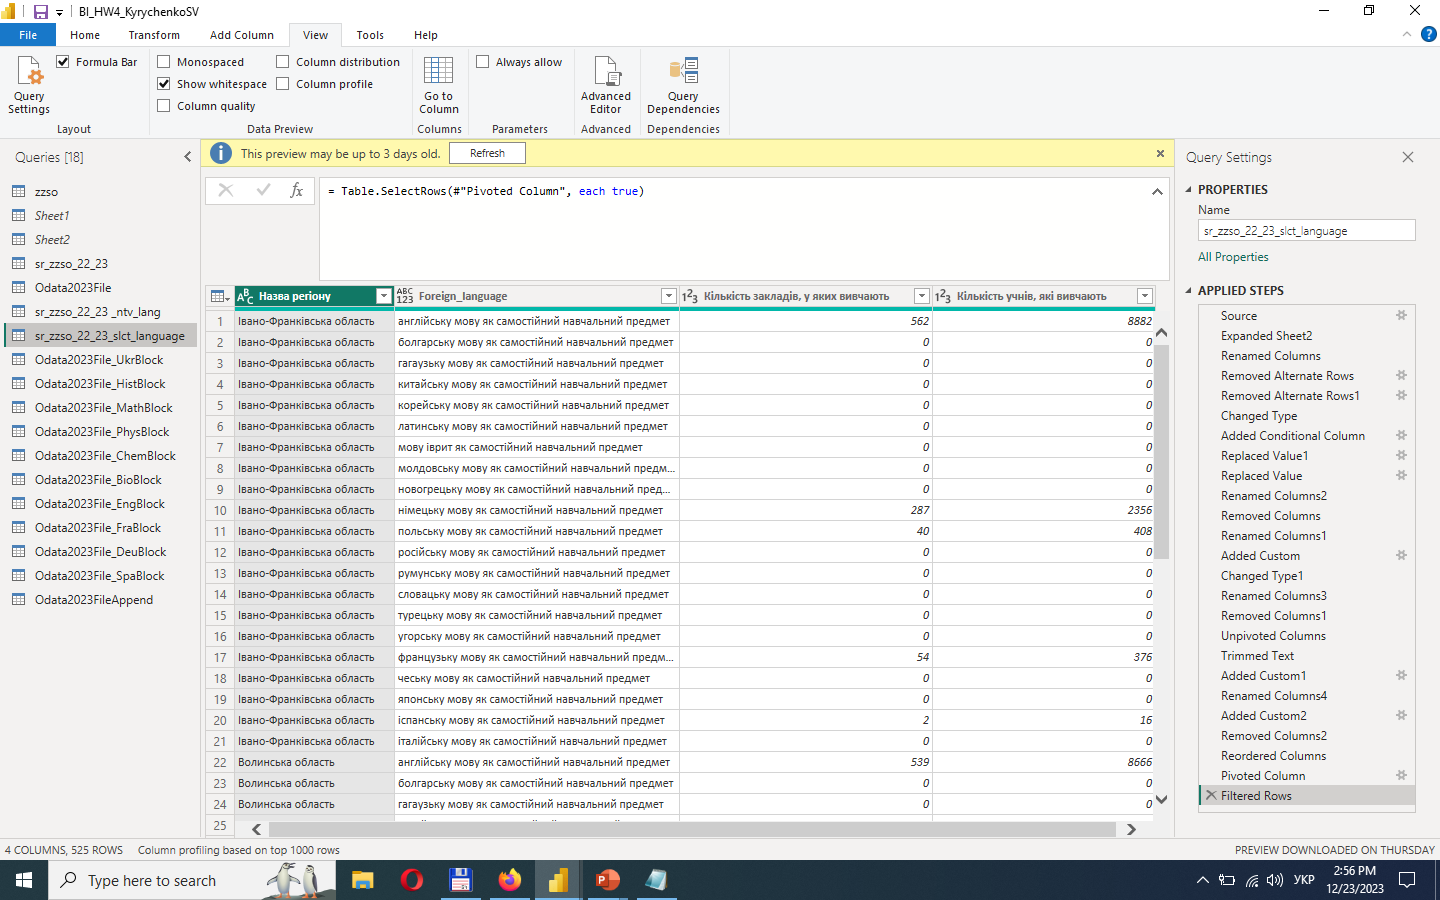 BI_HW4_KyrychenkoSV
File Home Transform Add Column View Tools Help
Query Settings
Formula Bar
Layout
Monospaced
Show whitespace
Column quality
Column distribution
Column profile
Data Preview
Go to Column
Columns
Always allow
Parameters
Advanced Editor
Advanced
Query Dependencies
Dependencies
Queries [18]
zzso
Sheet1
Sheet2
sr_zzso_22_23
Odata2023File
sr_zzso_22_23 _ntv_lang
sr_zzso_22_23_slct_language
Odata2023File_UkrBlock
Odata2023File_HistBlock
Odata2023File_MathBlock
Odata2023File_PhysBlock
Odata2023File_ChemBlock
Odata2023File_BioBlock
Odata2023File_EngBlock
Odata2023File_FraBlock
Odata2023File_DeuBlock
Odata2023File_SpaBlock
Odata2023FileAppend
This preview may be up to 3 days old. Refresh
fx = Table.SelectRows(#"Pivoted Column", each true)
ABC Назва регіону ABC 123 Foreign_language 123 Кількість закладів, у яких вивчають 123 Кількість учнів, які вивчають
1 Івано-Франківська область англійську мову як самостійний навчальний предмет 562 8882
2 Івано-Франківська область болгарську мову як самостійний навчальний предмет 0 0
3 Івано-Франківська область гагаузьку мову як самостійний навчальний предмет 0 0
4 Івано-Франківська область китайську мову як самостійний навчальний предмет 0 0
5 Івано-Франківська область корейську мову як самостійний навчальний предмет 0 0
6 Івано-Франківська область латинську мову як самостійний навчальний предмет 0 0
7 Івано-Франківська область мову іврит як самостійний навчальний предмет 0 0
8 Івано-Франківська область молдовську мову як самостійний навчальний предм... 0 0
9 Івано-Франківська область новогрецьку мову як самостійний навчальний пред... 0 0
10 Івано-Франківська область німецьку мову як самостійний навчальний предмет 287 2356
11 Івано-Франківська область польську мову як самостійний навчальний предмет 40 408
12 Івано-Франківська область російську мову як самостійний навчальний предмет 0 0
13 Івано-Франківська область румунську мову як самостійний навчальний предмет 0 0
14 Івано-Франківська область словацьку мову як самостійний навчальний предмет 0 0
15 Івано-Франківська область турецьку мову як самостійний навчальний предмет 0 0
16 Івано-Франківська область угорську мову як самостійний навчальний предмет 0 0
17 Івано-Франківська область французьку мову як самостійний навчальний предм... 54 376
18 Івано-Франківська область чеську мову як самостійний навчальний предмет 0 0
19 Івано-Франківська область японську мову як самостійний навчальний предмет 0 0
20 Івано-Франківська область іспанську мову як самостійний навчальний предмет 2 16
21 Івано-Франківська область італійську мову як самостійний навчальний предмет 0 0
22 Волинська область англійську мову як самостійний навчальний предмет 539 8666
23 Волинська область болгарську мову як самостійний навчальний предмет 0 0
24 Волинська область гагаузьку мову як самостійний навчальний предмет 0 0
25
Query Settings
PROPERTIES
Name
sr_zzso_22_23_slct_language
All Properties
APPLIED STEPS
Source
Expanded Sheet2
Renamed Columns
Removed Alternate Rows
Removed Alternate Rows1
Changed Type
Added Conditional Column
Replaced Value1
Replaced Value
Renamed Columns2
Removed Columns
Renamed Columns1
Added Custom
Changed Type1
Renamed Columns3
Removed Columns1
Unpivoted Columns
Trimmed Text
Added Custom1
Renamed Columns4
Added Custom2
Removed Columns2
Reordered Columns
Pivoted Column
Filtered Rows
4 COLUMNS, 525 ROWS Column profiling based on top 1000 rows PREVIEW DOWNLOADED ON THURSDAY
Type here to search
УКР
2:56 PM
12/23/2023